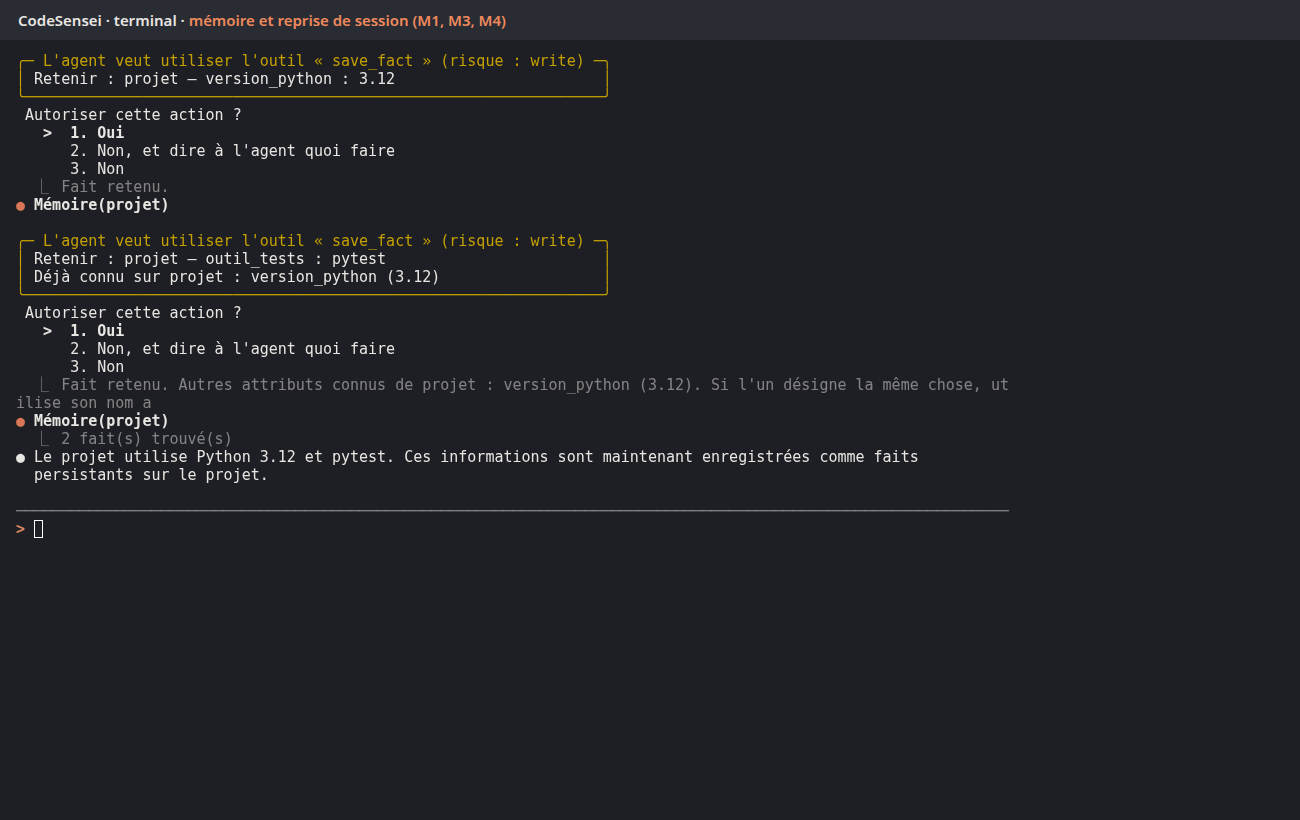 CodeSensei · terminal · mémoire et reprise de session (M1, M3, M4)
L'agent veut utiliser l'outil « save_fact » (risque : write)
Retenir : projet — version_python : 3.12
Autoriser cette action ?
> 1. Oui
2. Non, et dire à l'agent quoi faire
3. Non
Fait retenu.
● Mémoire(projet)
L'agent veut utiliser l'outil « save_fact » (risque : write)
Retenir : projet — outil_tests : pytest
Déjà connu sur projet : version_python (3.12)
Autoriser cette action ?
> 1. Oui
2. Non, et dire à l'agent quoi faire
3. Non
Fait retenu. Autres attributs connus de projet : version_python (3.12). Si l'un désigne la même chose, ut
ilise son nom a
● Mémoire(projet)
2 fait(s) trouvé(s)
● Le projet utilise Python 3.12 et pytest. Ces informations sont maintenant enregistrées comme faits
persistants sur le projet.
>